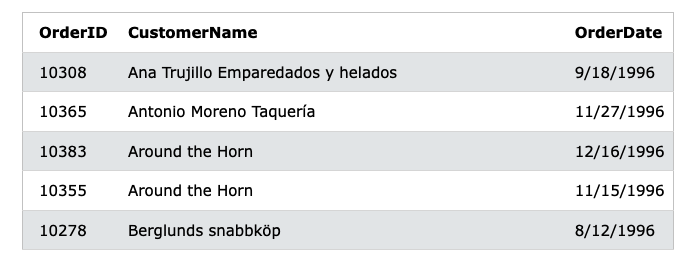 OrderID CustomerName OrderDate
10308 Ana Trujillo Emparedados y helados 9/18/1996
10365 Antonio Moreno Taquería 11/27/1996
10383 Around the Horn 12/16/1996
10355 Around the Horn 11/15/1996
10278 Berglunds snabbköp 8/12/1996